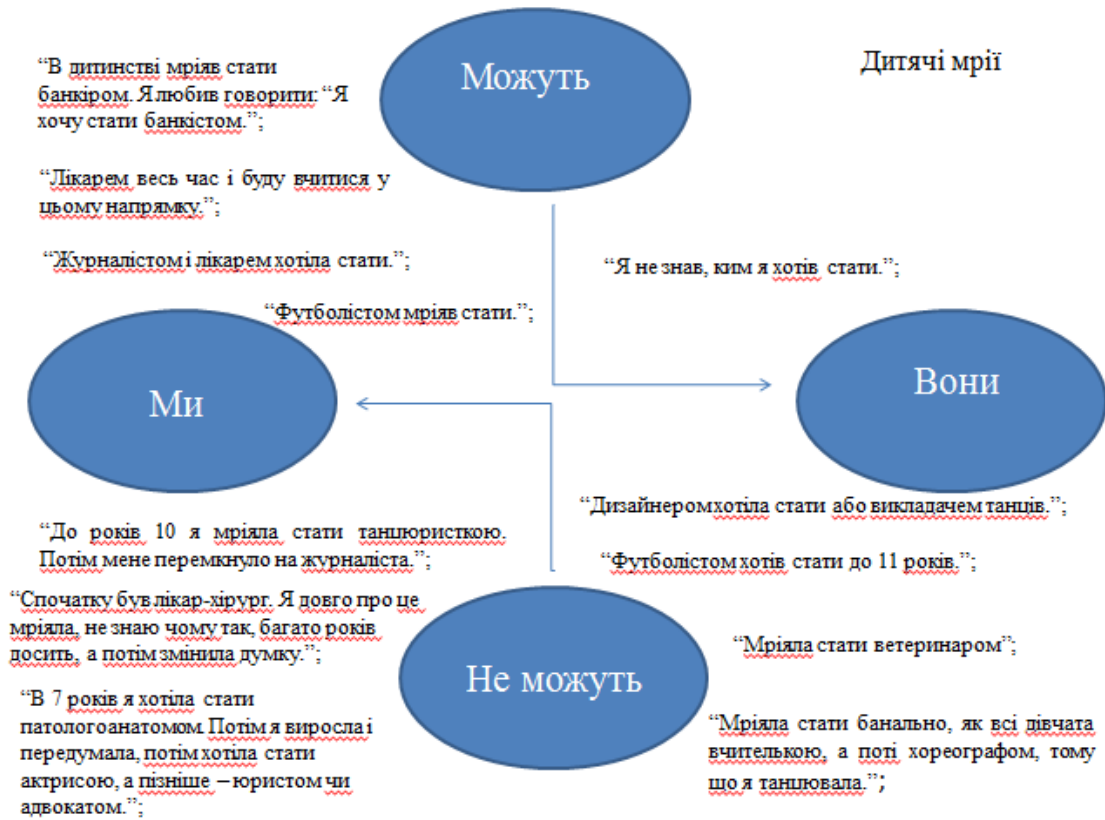 Дитячі мрії
Можуть
“В дитинстві мріяв стати
банкіром. Я любив говорити: “Я
хочу стати банкістом.”;
“Лікарем весь час і буду вчитися у
цьому напрямку.”;
“Журналістом і лікарем хотіла стати.”;
“Футболістом мріяв стати.”;
“Я не знав, ким я хотів стати.”;
Ми
Вони
“До років 10 я мріяла стати танцюристкою.
Потім мене перемкнуло на журналіста.”;
“Спочатку був лікар-хірург. Я довго про це
мріяла, не знаю чому так, багато років
досить, а потім змінила думку.”;
“В 7 років я хотіла стати
патологоанатомом. Потім я виросла і
передумала, потім хотіла стати
актрисою, а пізніше – юристом чи
адвокатом.”;
Не можуть
“Дизайнером хотіла стати або викладачем танців.”;
“Футболістом хотів стати до 11 років.”;
“Мріяла стати ветеринаром”;
“Мріяла стати банально, як всі дівчата
вчителькою, а поті хореографом, тому
що я танцювала.”;